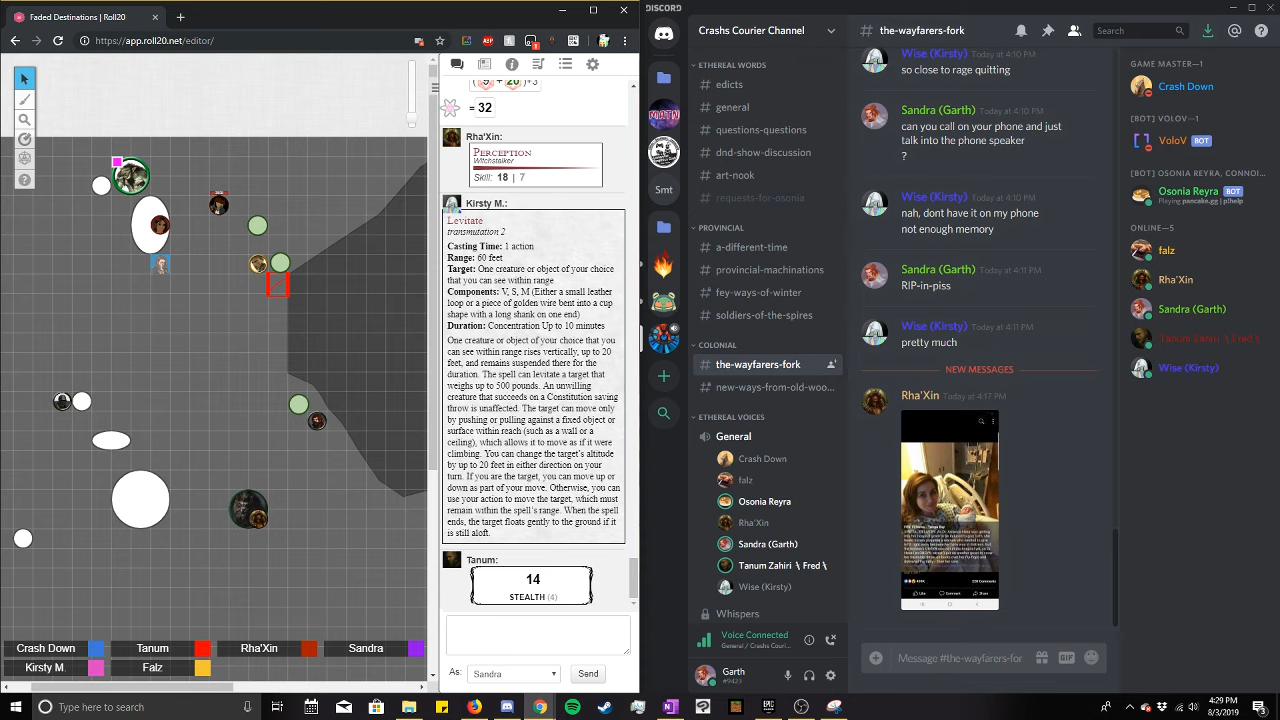 Faded Destinations | Roll20
https://app.roll20.net/editor/
= 32
Rha'Xin:
PERCEPTION
Witchstalker
Skill: 18 | 7
Kirsty M.:
Levitate
transmutation 2
Casting Time: 1 action
Range: 60 feet
Target: One creature or object of your choice
that you can see within range
Components: V, S, M (Either a small leather
loop or a piece of golden wire bent into a cup
shape with a long shank on one end)
Duration: Concentration Up to 10 minutes
One creature or object of your choice that you
can see within range rises vertically, up to 20
feet, and remains suspended there for the
duration. The spell can levitate a target that
weighs up to 500 pounds. An unwilling
creature that succeeds on a Constitution saving
throw is unaffected. The target can move only
by pushing or pulling against a fixed object or
surface within reach (such as a wall or a
ceiling), which allows it to move as if it were
climbing. You can change the target's altitude
by up to 20 feet in either direction on your
turn. If you are the target, you can move up or
down as part of your move. Otherwise, you can
use your action to move the target, which must
remain within the spell's range. When the spell
ends, the target floats gently to the ground if it
is still aloft.
Tanum:
14
STEALTH (4)
As:
Sandra
Send
Crash Down
Tanum
Rha'Xin
Sandra
Kirsty M.
Falz
DISCORD
Crashs Courier Channel
ETHEREAL WORDS
# edicts
# general
# questions-questions
# dnd-show-discussion
# art-nook
# requests-for-osonia
PROVINCIAL
# a-different-time
# provincial-machinations
# fey-ways-of-winter
# soldiers-of-the-spires
COLONIAL
# the-wayfarers-fork
# new-ways-from-old-woo...
ETHEREAL VOICES
General
Crash Down
falz
Osonia Reyra
Rha'Xin
Sandra (Garth)
Tanum Zahiri \ Fred \
Wise (Kirsty)
Whispers
Voice Connected
General / Crashs Couri...
Garth
#9423
Smt
# the-wayfarers-fork
Search
Wise (Kirsty) Today at 4:10 PM
so close to rage quitting
Sandra (Garth) Today at 4:10 PM
can you call on your phone and just
talk into the phone speaker
?
Wise (Kirsty) Today at 4:10 PM
nah, dont have it on my phone
not enough memory
Sandra (Garth) Today at 4:11 PM
RIP-in-piss
Wise (Kirsty) Today at 4:11 PM
pretty much
NEW MESSAGES
Rha'Xin Today at 4:17 PM
Like
Comment
Share
Message #the-wayfarers-for
GIF
GAME MASTER—1
Crash Down
[BOT] VOLOV—1
VoloV BOT
[BOT] OSONIA REYRA, CONNOI...
Osonia Reyra BOT
Playing pancake.gg | p!help
ONLINE—5
falz
Rha'Xin
Sandra (Garth)
Tanum Zahiri \ Fred \
Wise (Kirsty)
Type here to search
4:29 PM
8/3/2019